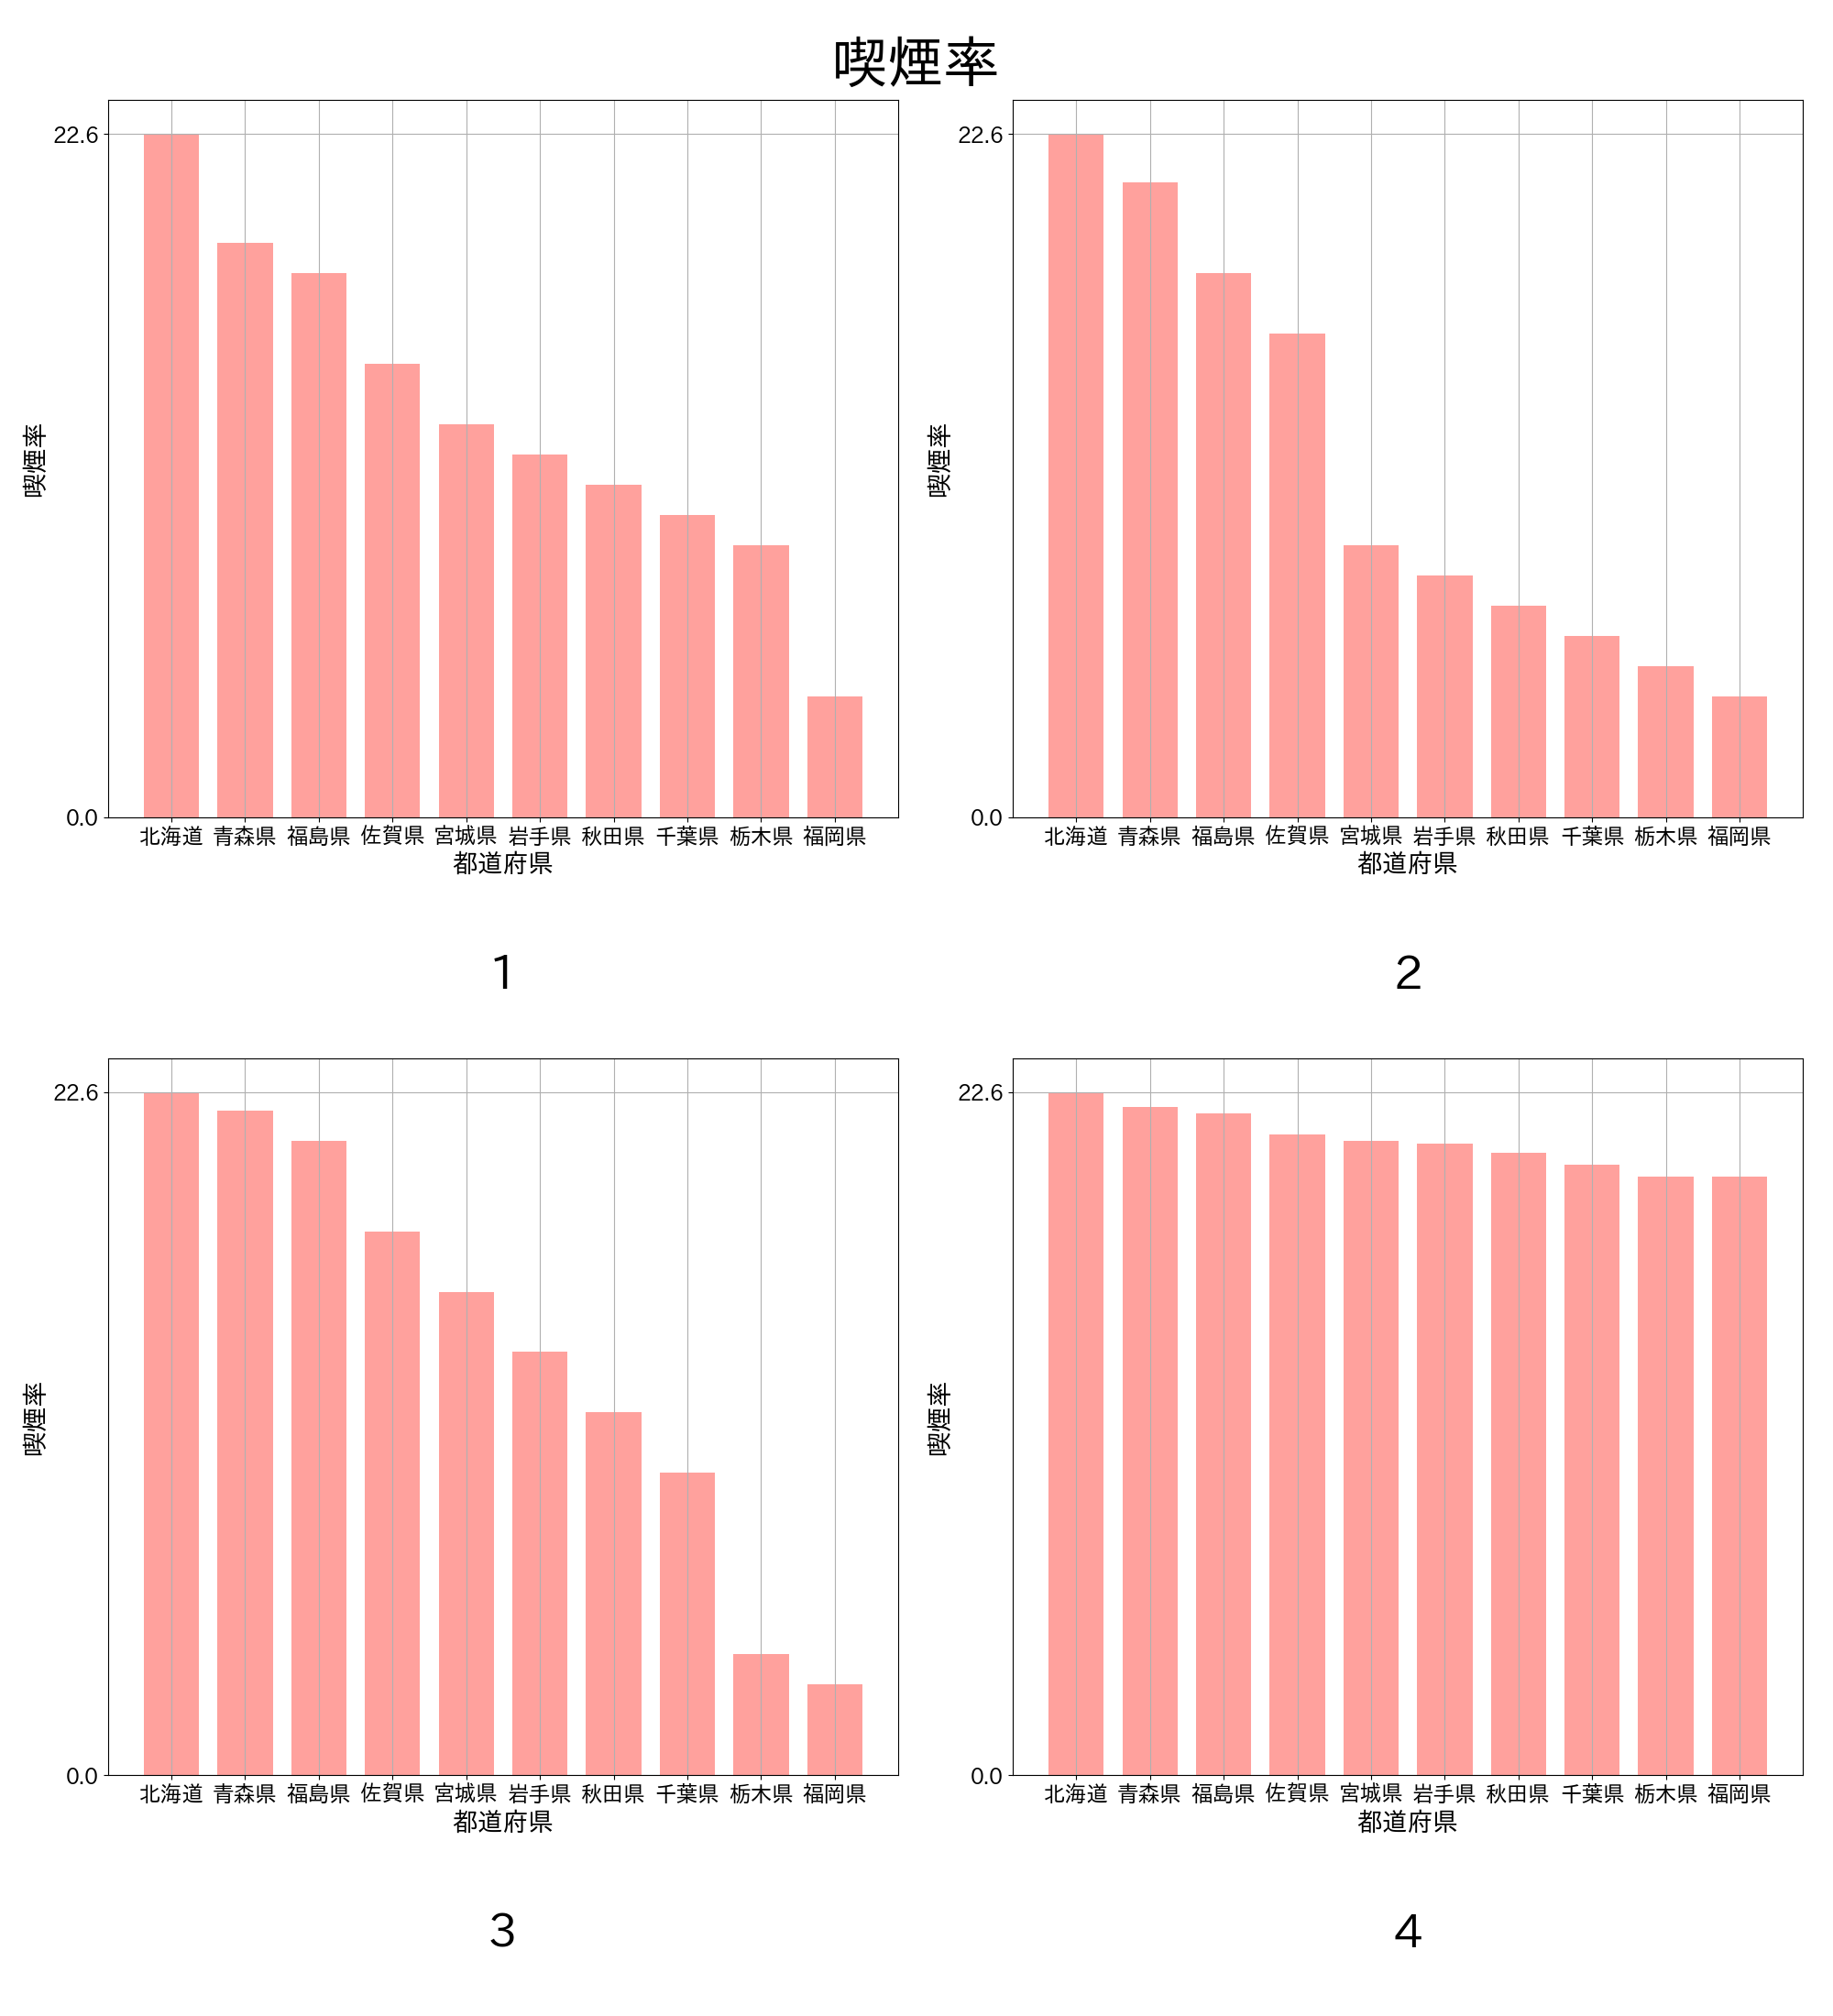 喫煙率
22.6
喫煙率
0.0
北海道 青森県 福島県 佐賀県 宮城県 岩手県 秋田県 千葉県 栃木県 福岡県
都道府県
1
22.6
喫煙率
0.0
北海道 青森県 福島県 佐賀県 宮城県 岩手県 秋田県 千葉県 栃木県 福岡県
都道府県
2
22.6
喫煙率
0.0
北海道 青森県 福島県 佐賀県 宮城県 岩手県 秋田県 千葉県 栃木県 福岡県
都道府県
3
22.6
喫煙率
0.0
北海道 青森県 福島県 佐賀県 宮城県 岩手県 秋田県 千葉県 栃木県 福岡県
都道府県
4